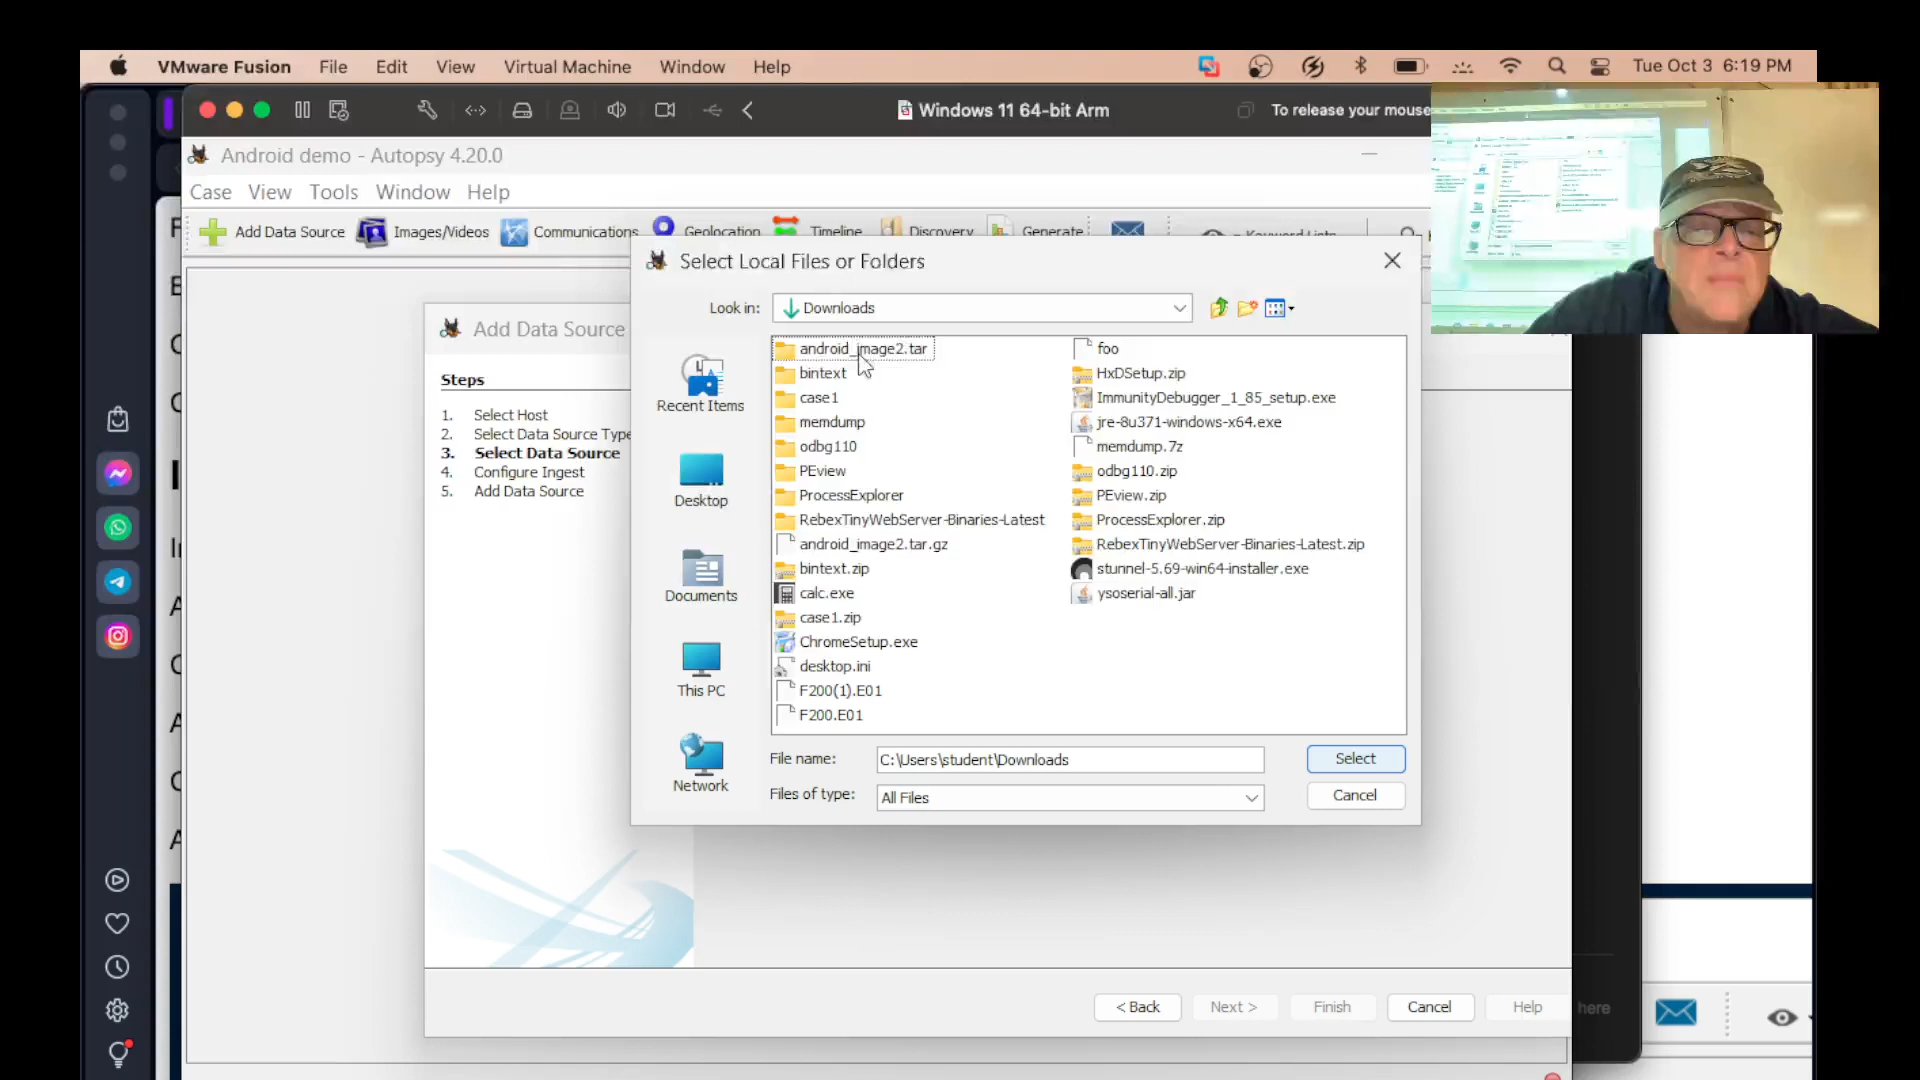 VMware Fusion File Edit View Virtual Machine Window Help Tue Oct 3 6:19 PM
Windows 11 64-bit Arm To release your mouse
Android demo - Autopsy 4.20.0
Case View Tools Window Help
Add Data Source Images/Videos Communications Geolocation Timeline Discovery Generate Keyword Lists
Select Local Files or Folders
Look in: Downloads
Add Data Source
Steps
1. Select Host
2. Select Data Source Type
3. Select Data Source
4. Configure Ingest
5. Add Data Source
Recent Items
Desktop
Documents
This PC
Network
android_image2.tar
bintext
case1
memdump
odbg110
PEview
ProcessExplorer
RebexTinyWebServer-Binaries-Latest
android_image2.tar.gz
bintext.zip
calc.exe
case1.zip
ChromeSetup.exe
desktop.ini
F200(1).E01
F200.E01
foo
HxDSetup.zip
ImmunityDebugger_1_85_setup.exe
jre-8u371-windows-x64.exe
memdump.7z
odbg110.zip
PEview.zip
ProcessExplorer.zip
RebexTinyWebServer-Binaries-Latest.zip
stunnel-5.69-win64-installer.exe
ysoserial-all.jar
File name: C:\Users\student\Downloads Select
Files of type: All Files Cancel
< Back Next > Finish Cancel Help here